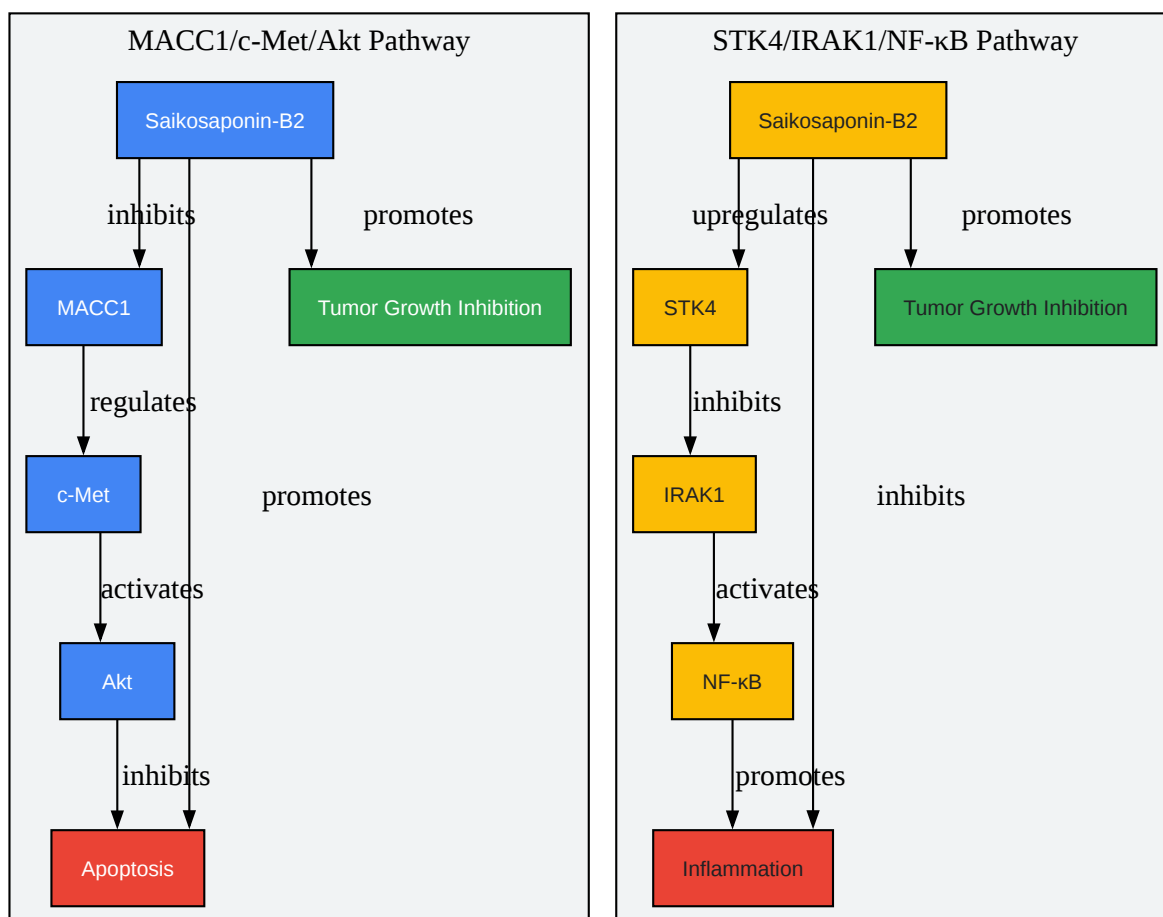 MACC1/c-Met/Akt Pathway
Saikosaponin-B2
inhibits
promotes
MACC1
Tumor Growth Inhibition
regulates
c-Met
promotes
activates
Akt
inhibits
Apoptosis
STK4/IRAK1/NF-κB Pathway
Saikosaponin-B2
upregulates
promotes
STK4
Tumor Growth Inhibition
inhibits
IRAK1
inhibits
activates
NF-κB
promotes
Inflammation